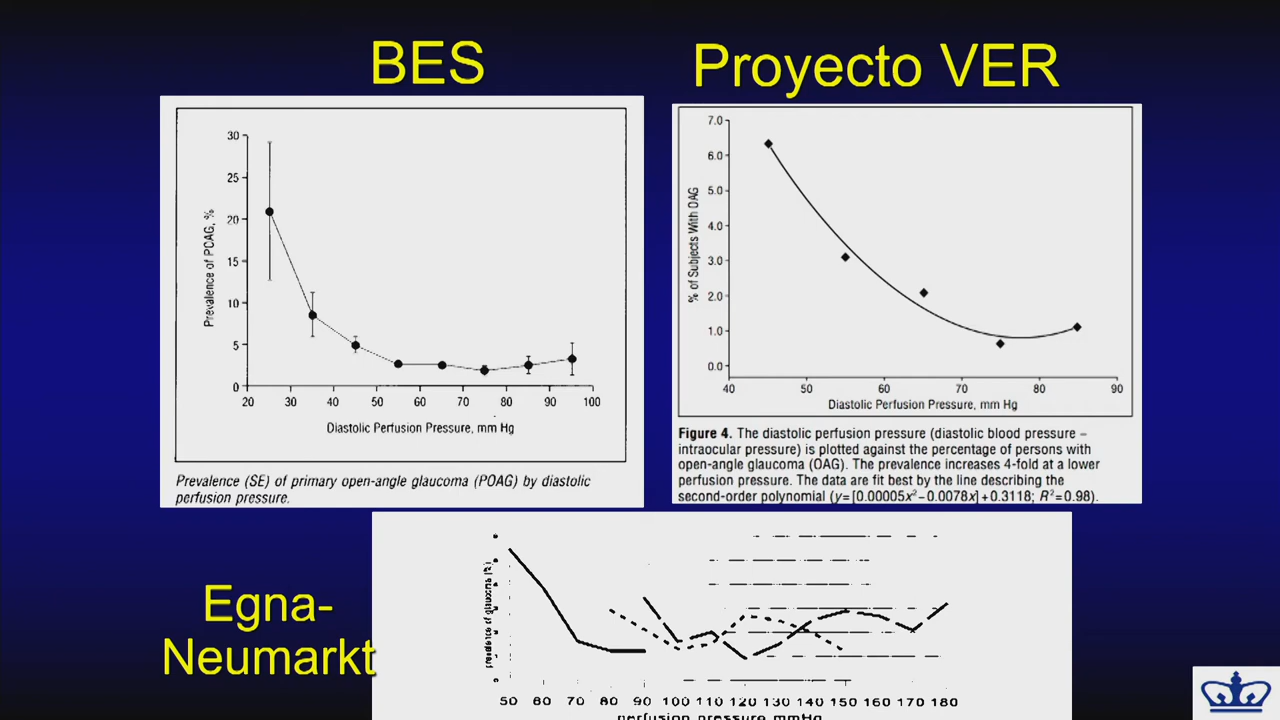 BES
Proyecto VER
30
25
20
15
10
5
0
Prevalence of POAG, %
20 30 40 50 60 70 80 90 100
Diastolic Perfusion Pressure, mm Hg
Prevalence (SE) of primary open-angle glaucoma (POAG) by diastolic
perfusion pressure.
7.0
6.0
5.0
4.0
3.0
2.0
1.0
0.0
% of Subjects With OAG
40 50 60 70 80 90
Diastolic Perfusion Pressure, mm Hg
Figure 4. The diastolic perfusion pressure (diastolic blood pressure –
intraocular pressure) is plotted against the percentage of persons with
open-angle glaucoma (OAG). The prevalence increases 4-fold at a lower
perfusion pressure. The data are fit best by the line describing the
second-order polynomial (y=[0.00005x²–0.0078x]+0.3118; R²=0.98).
Egna-
Neumarkt
prevalence of glaucoma (%)
50 60 70 80 90 100 110 120 130 140 150 160 170 180
perfusion pressure mmHg